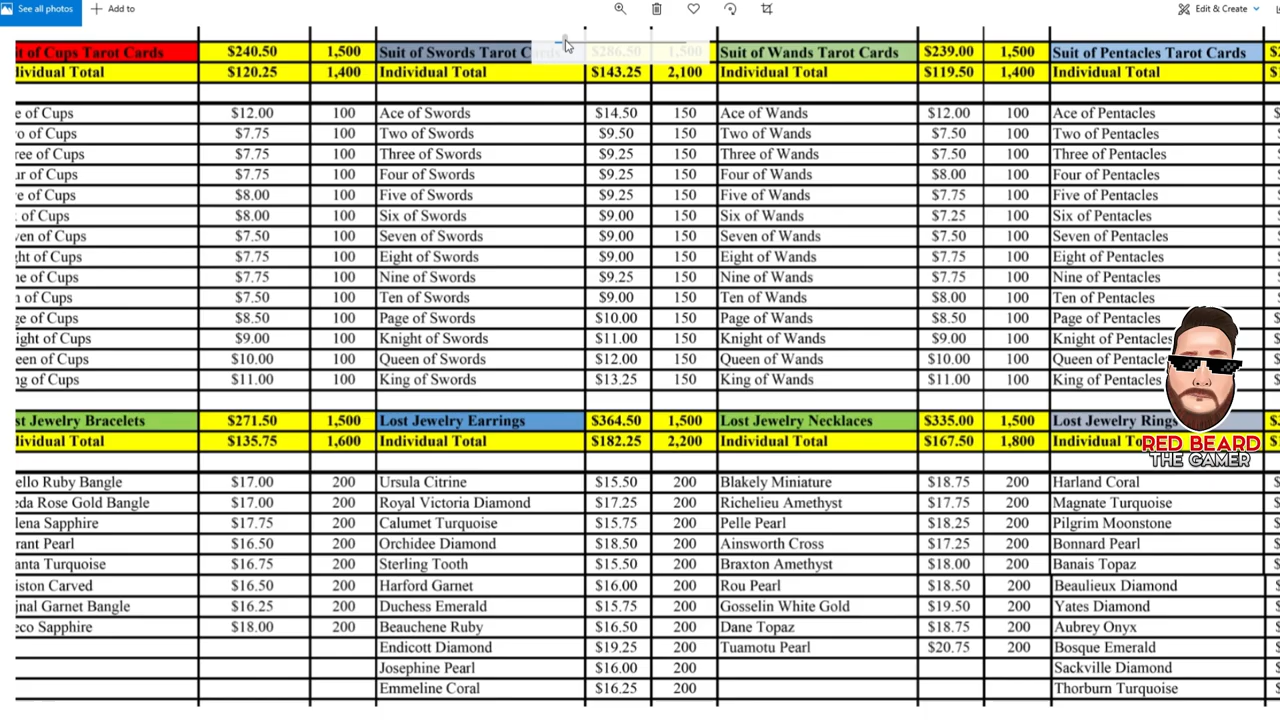 See all photos + Add to Edit & Create
t of Cups Tarot Cards $240.50 1,500 Suit of Swords Tarot C $286.50 1,500 Suit of Wands Tarot Cards $239.00 1,500 Suit of Pentacles Tarot Cards
dividual Total $120.25 1,400 Individual Total $143.25 2,100 Individual Total $119.50 1,400 Individual Total
e of Cups $12.00 100 Ace of Swords $14.50 150 Ace of Wands $12.00 100 Ace of Pentacles
o of Cups $7.75 100 Two of Swords $9.50 150 Two of Wands $7.50 100 Two of Pentacles
ree of Cups $7.75 100 Three of Swords $9.25 150 Three of Wands $7.50 100 Three of Pentacles
ur of Cups $7.75 100 Four of Swords $9.25 150 Four of Wands $8.00 100 Four of Pentacles
e of Cups $8.00 100 Five of Swords $9.25 150 Five of Wands $7.75 100 Five of Pentacles
of Cups $8.00 100 Six of Swords $9.00 150 Six of Wands $7.25 100 Six of Pentacles
ven of Cups $7.50 100 Seven of Swords $9.00 150 Seven of Wands $7.50 100 Seven of Pentacles
ght of Cups $7.75 100 Eight of Swords $9.00 150 Eight of Wands $7.75 100 Eight of Pentacles
ne of Cups $7.75 100 Nine of Swords $9.25 150 Nine of Wands $7.75 100 Nine of Pentacles
n of Cups $7.50 100 Ten of Swords $9.00 150 Ten of Wands $8.00 100 Ten of Pentacles
ge of Cups $8.50 100 Page of Swords $10.00 150 Page of Wands $8.50 100 Page of Pentacles
ight of Cups $9.00 100 Knight of Swords $11.00 150 Knight of Wands $9.00 100 Knight of Pentacles
een of Cups $10.00 100 Queen of Swords $12.00 150 Queen of Wands $10.00 100 Queen of Pentacle
ng of Cups $11.00 100 King of Swords $13.25 150 King of Wands $11.00 100 King of Pentacles
st Jewelry Bracelets $271.50 1,500 Lost Jewelry Earrings $364.50 1,500 Lost Jewelry Necklaces $335.00 1,500 Lost Jewelry Rings
dividual Total $135.75 1,600 Individual Total $182.25 2,200 Individual Total $167.50 1,800 Individual To
RED BEARD
THE GAMER
ello Ruby Bangle $17.00 200 Ursula Citrine $15.50 200 Blakely Miniature $18.75 200 Harland Coral
eda Rose Gold Bangle $17.00 200 Royal Victoria Diamond $17.25 200 Richelieu Amethyst $17.75 200 Magnate Turquoise
lena Sapphire $17.75 200 Calumet Turquoise $15.75 200 Pelle Pearl $18.25 200 Pilgrim Moonstone
rant Pearl $16.50 200 Orchidee Diamond $18.50 200 Ainsworth Cross $17.25 200 Bonnard Pearl
anta Turquoise $16.75 200 Sterling Tooth $15.50 200 Braxton Amethyst $18.00 200 Banais Topaz
iston Carved $16.50 200 Harford Garnet $16.00 200 Rou Pearl $18.50 200 Beaulieux Diamond
jnal Garnet Bangle $16.25 200 Duchess Emerald $15.75 200 Gosselin White Gold $19.50 200 Yates Diamond
eco Sapphire $18.00 200 Beauchene Ruby $16.50 200 Dane Topaz $18.75 200 Aubrey Onyx
Endicott Diamond $19.25 200 Tuamotu Pearl $20.75 200 Bosque Emerald
Josephine Pearl $16.00 200 Sackville Diamond
Emmeline Coral $16.25 200 Thorburn Turquoise